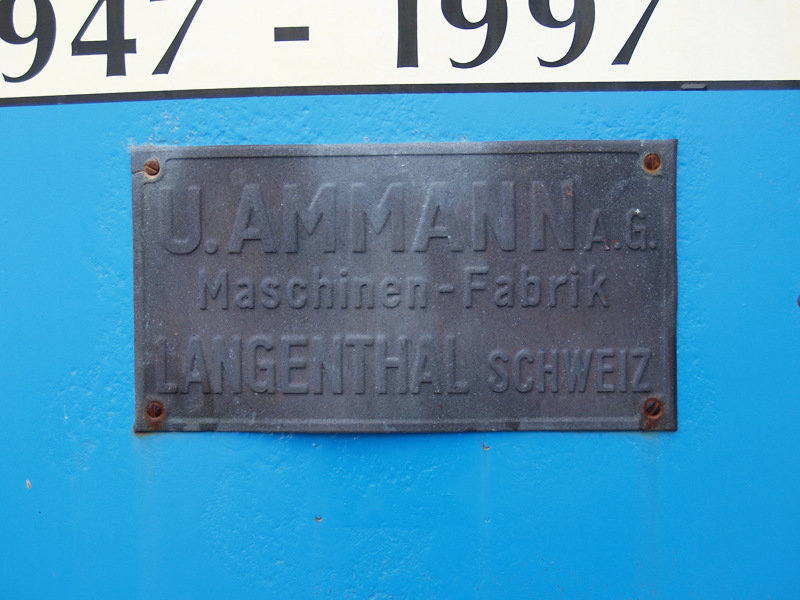 947 - 1997
U. AMMANN A.G.
Maschinen-Fabrik
LANGENTHAL SCHWEIZ